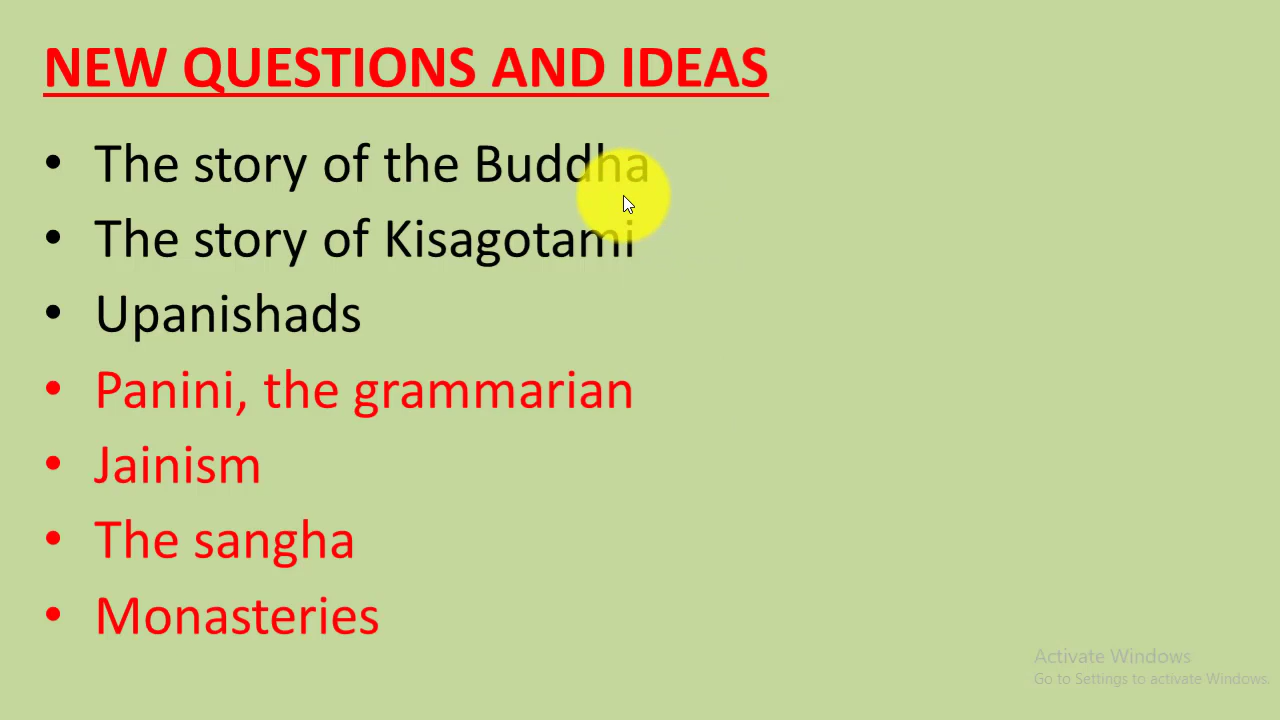 NEW QUESTIONS AND IDEAS
• The story of the Buddha
• The story of Kisagotami
• Upanishads
• Panini, the grammarian
• Jainism
• The sangha
• Monasteries
Activate Windows
Go to Settings to activate Windows.